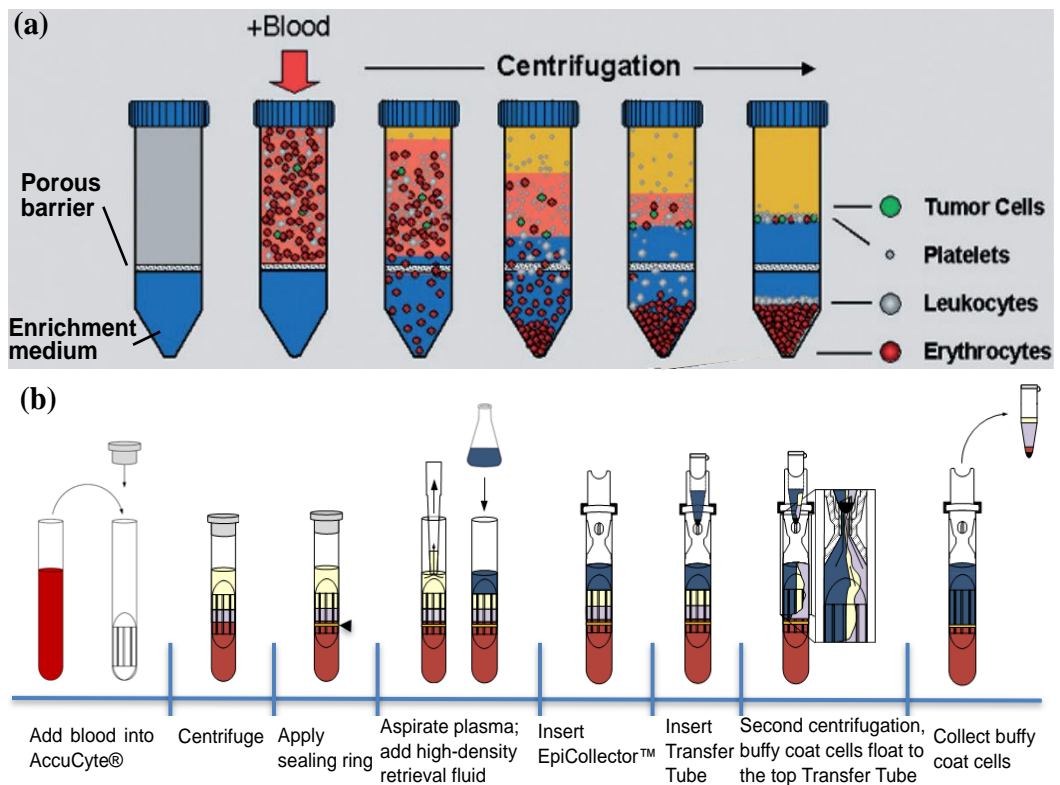 (a)
+Blood
Centrifugation
Porous
barrier
Enrichment
medium
Tumor Cells
Platelets
Leukocytes
Erythrocytes
(b)
Add blood into
AccuCyte®
Centrifuge
Apply
sealing ring
Aspirate plasma;
add high-density
retrieval fluid
Insert
EpiCollector™
Insert
Transfer
Tube
Second centrifugation,
buffy coat cells float to
the top Transfer Tube
Collect buffy
coat cells